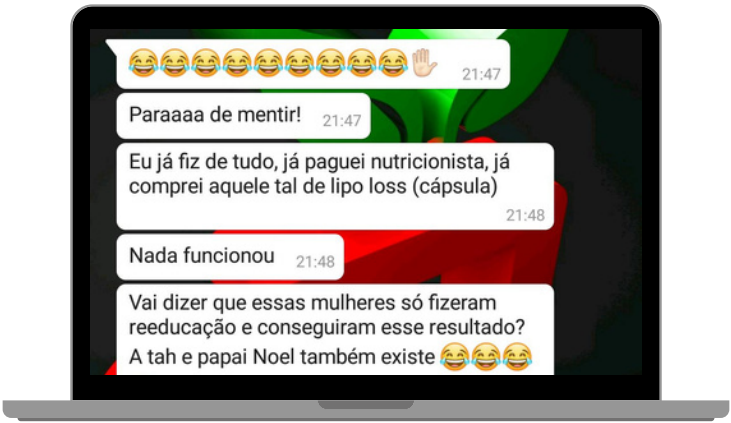 😂😂😂😂😂😂😂😂😂✋🏻 21:47
Paraaaa de mentir! 21:47
Eu já fiz de tudo, já paguei nutricionista, já
comprei aquele tal de lipo loss (cápsula)
21:48
Nada funcionou 21:48
Vai dizer que essas mulheres só fizeram
reeducação e conseguiram esse resultado?
A tah e papai Noel também existe 😂😂😂